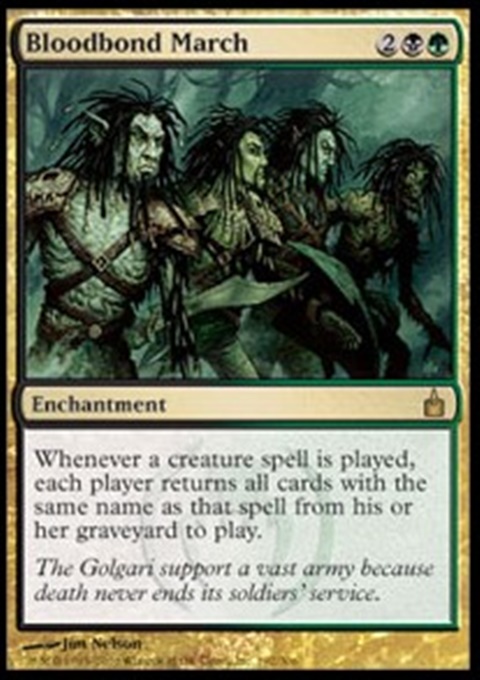 Bloodbond March 2
Enchantment
Whenever a creature spell is played,
each player returns all cards with the
same name as that spell from his or
her graveyard to play.
The Golgari support a vast army because
death never ends its soldiers' service.
Jim Nelson